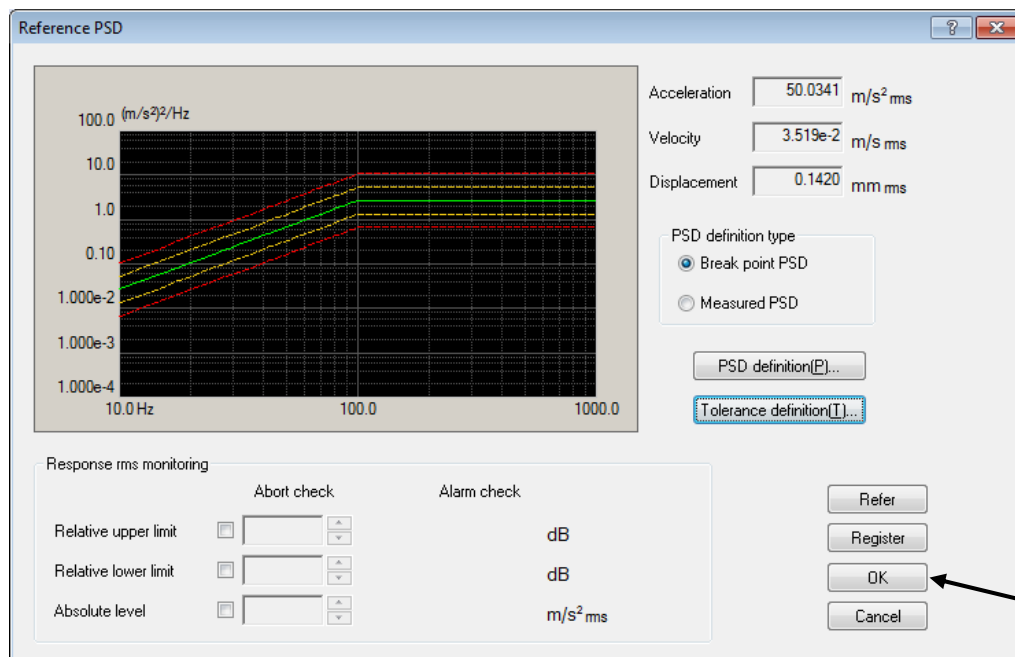 Reference PSD
(m/s²)²/Hz
100.0
10.0
1.0
0.10
1.000e-2
1.000e-3
1.000e-4
10.0 Hz 100.0 1000.0
Acceleration 50.0341 m/s² rms
Velocity 3.519e-2 m/s rms
Displacement 0.1420 mm rms
PSD definition type
Break point PSD
Measured PSD
PSD definition(P)...
Tolerance definition(T)...
Response rms monitoring
Abort check Alarm check
Relative upper limit dB
Relative lower limit dB
Absolute level m/s² rms
Refer
Register
OK
Cancel